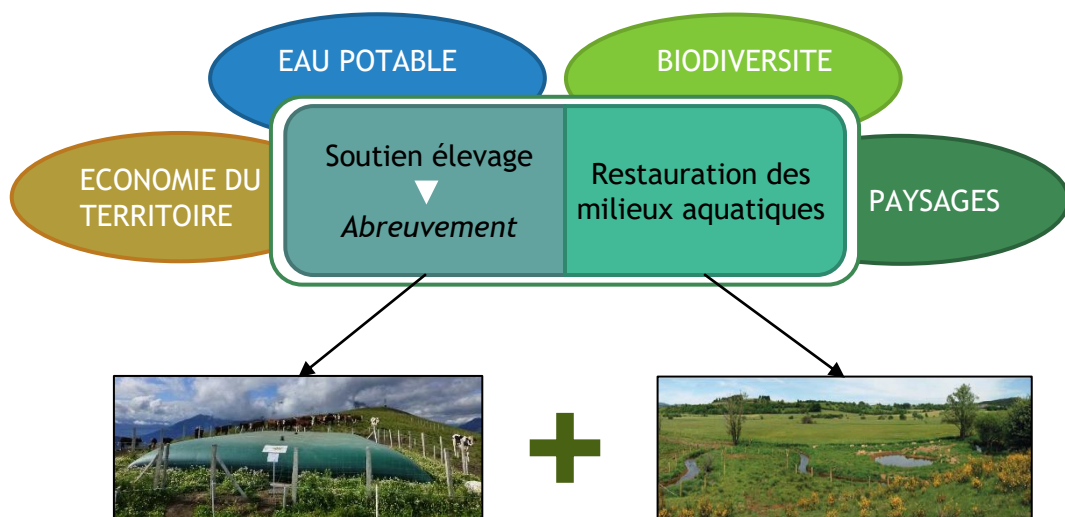 EAU POTABLE
BIODIVERSITE
ECONOMIE DU
TERRITOIRE
Soutien élevage
Abreuvement
Restauration des
milieux aquatiques
PAYSAGES